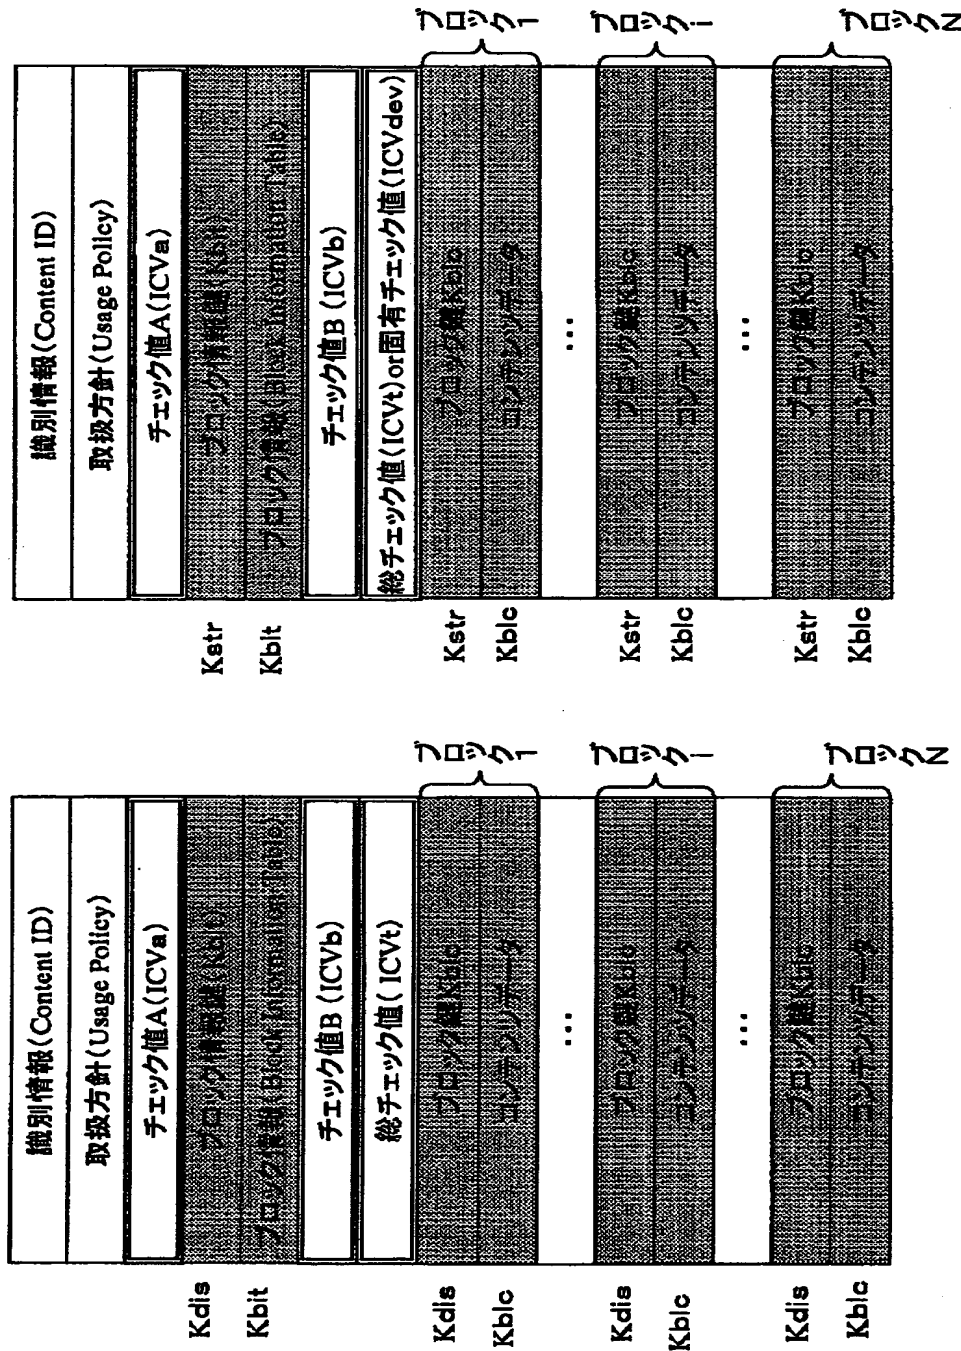 識別情報(Content ID)
取扱方針(Usage Policy)
チェック値A(ICVa)
Kdis ブロック情報鍵(Kbit)
Kbit ブロック情報(Block Information Table)
チェック値B(ICVb)
総チェック値(ICVt)
Kdis ブロック鍵Kblc
Kblc コンテンツデータ
ブロック1
...
Kdis ブロック鍵Kblc
Kblc コンテンツデータ
ブロックi
...
Kdis ブロック鍵Kblc
Kblc コンテンツデータ
ブロックN
識別情報(Content ID)
取扱方針(Usage Policy)
チェック値A(ICVa)
Kstr ブロック情報鍵(Kbit)
Kbit ブロック情報(Block Information Table)
チェック値B(ICVb)
総チェック値(ICVt)or固有チェック値(ICVdev)
Kstr ブロック鍵Kblc
Kblc コンテンツデータ
ブロック1
...
Kstr ブロック鍵Kblc
Kblc コンテンツデータ
ブロックi
...
Kstr ブロック鍵Kblc
Kblc コンテンツデータ
ブロックN